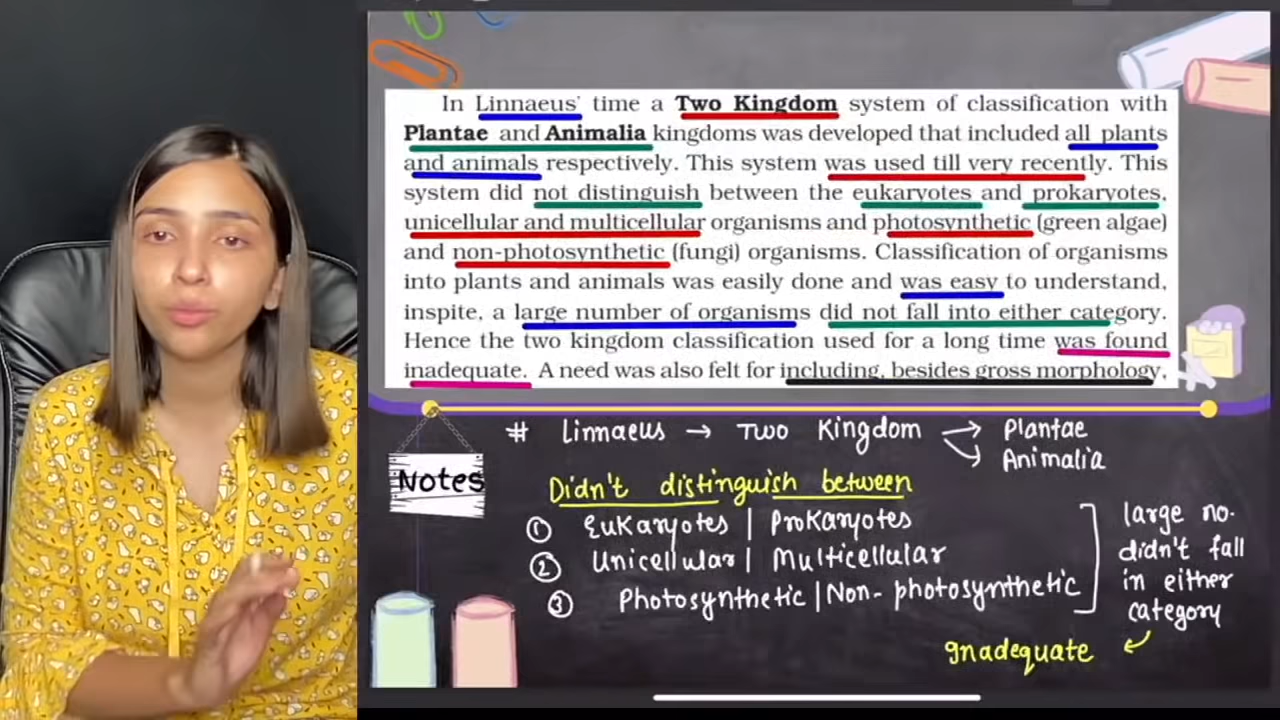 In Linnaeus' time a Two Kingdom system of classification with
Plantae and Animalia kingdoms was developed that included all plants
and animals respectively. This system was used till very recently. This
system did not distinguish between the eukaryotes and prokaryotes,
unicellular and multicellular organisms and photosynthetic (green algae)
and non-photosynthetic (fungi) organisms. Classification of organisms
into plants and animals was easily done and was easy to understand,
inspite, a large number of organisms did not fall into either category.
Hence the two kingdom classification used for a long time was found
inadequate. A need was also felt for including, besides gross morphology,
# Linnaeus → Two Kingdom → Plantae
→ Animalia
Notes
Didn't distinguish between
① Eukaryotes | Prokaryotes
② Unicellular | Multicellular
③ Photosynthetic | Non-photosynthetic
large no.
didn't fall
in either
category
Inadequate ←